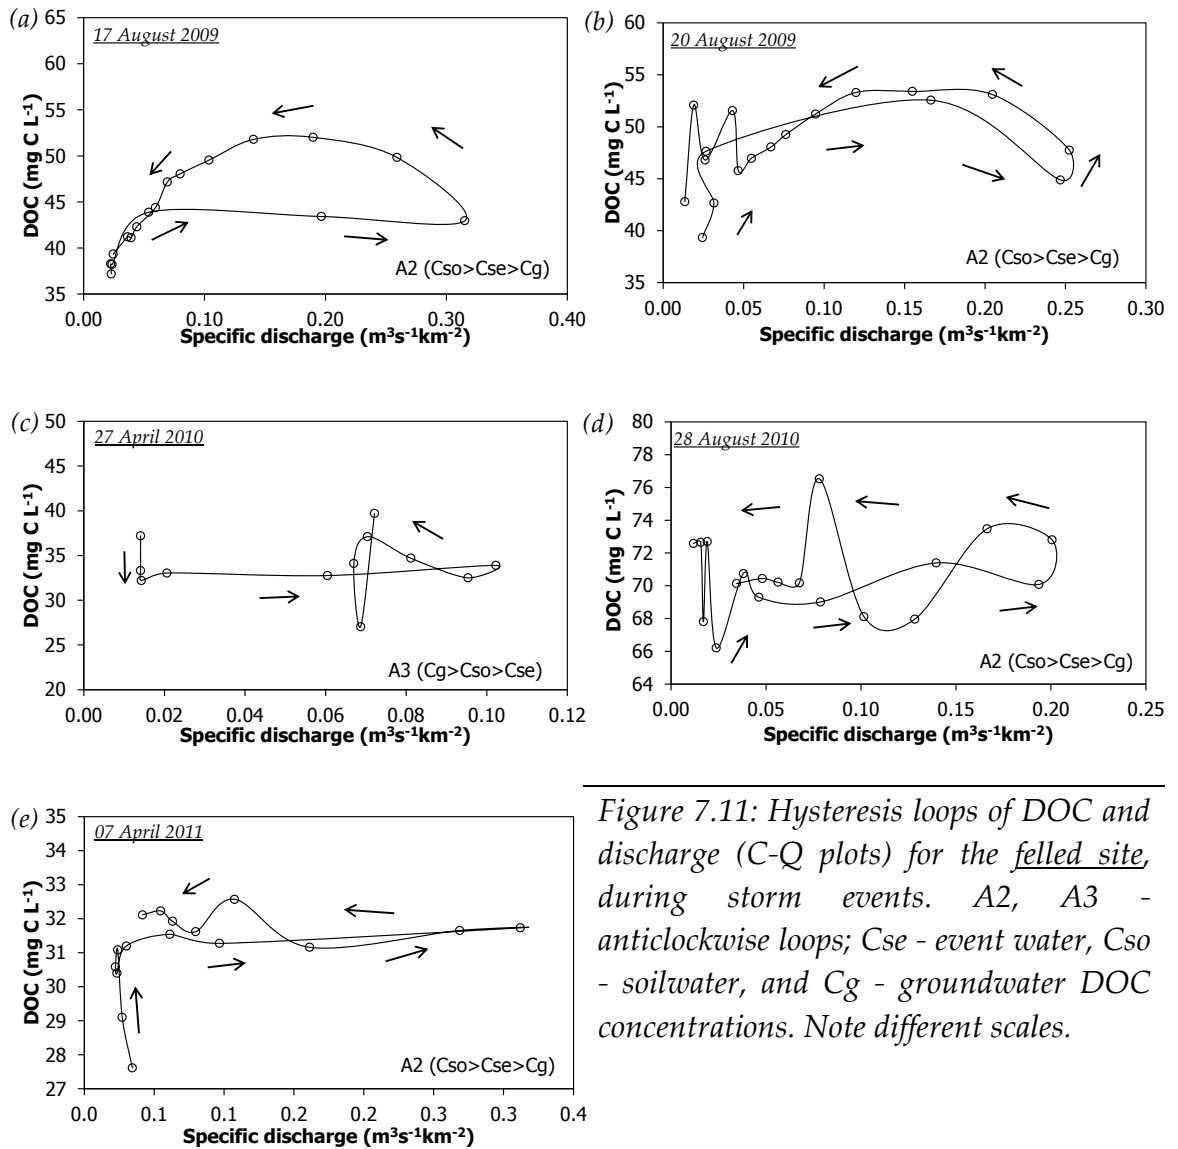 (a)
17 August 2009
DOC (mg C L-1)
65
60
55
50
45
40
35
0.00 0.10 0.20 0.30 0.40
Specific discharge (m3s-1km-2)
A2 (Cso>Cse>Cg)
(b)
20 August 2009
DOC (mg C L-1)
60
55
50
45
40
35
0.00 0.05 0.10 0.15 0.20 0.25 0.30
Specific discharge (m3s-1km-2)
A2 (Cso>Cse>Cg)
(c)
27 April 2010
DOC (mg C L-1)
50
45
40
35
30
25
20
0.00 0.02 0.04 0.06 0.08 0.10 0.12
Specific discharge (m3s-1km-2)
A3 (Cg>Cso>Cse)
(d)
28 August 2010
DOC (mg C L-1)
80
78
76
74
72
70
68
66
64
0.00 0.05 0.10 0.15 0.20 0.25
Specific discharge (m3s-1km-2)
A2 (Cso>Cse>Cg)
(e)
07 April 2011
DOC (mg C L-1)
35
34
33
32
31
30
29
28
27
0.0 0.1 0.1 0.2 0.2 0.3 0.3 0.4
Specific discharge (m3s-1km-2)
A2 (Cso>Cse>Cg)
Figure 7.11: Hysteresis loops of DOC and
discharge (C-Q plots) for the felled site,
during storm events. A2, A3 -
anticlockwise loops; Cse - event water, Cso
- soilwater, and Cg - groundwater DOC
concentrations. Note different scales.